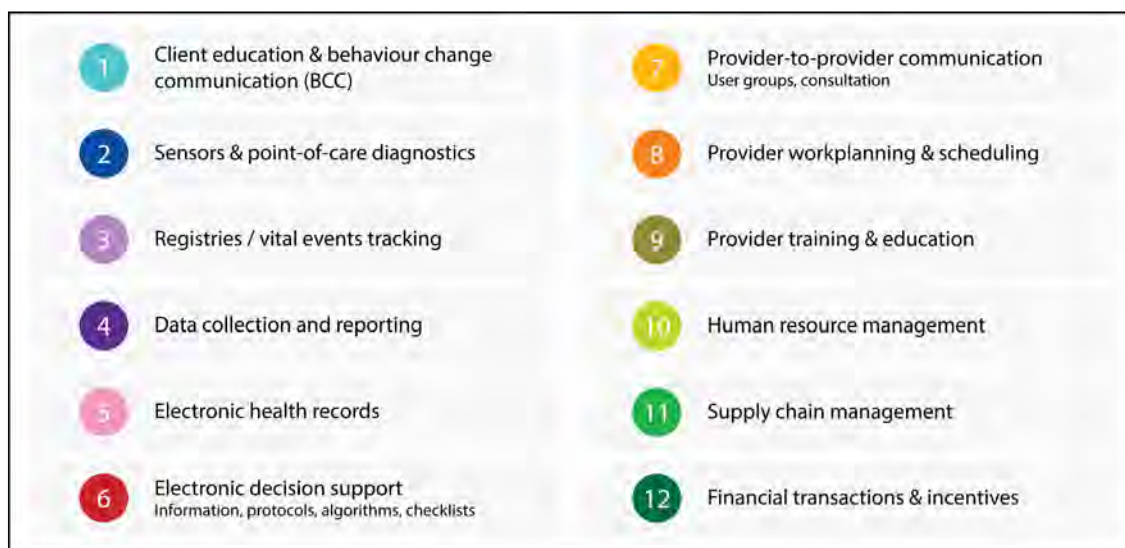 1
Client education & behaviour change
communication (BCC)
2
Sensors & point-of-care diagnostics
3
Registries / vital events tracking
4
Data collection and reporting
5
Electronic health records
6
Electronic decision support
Information, protocols, algorithms, checklists
7
Provider-to-provider communication
User groups, consultation
8
Provider workplanning & scheduling
9
Provider training & education
10
Human resource management
11
Supply chain management
12
Financial transactions & incentives